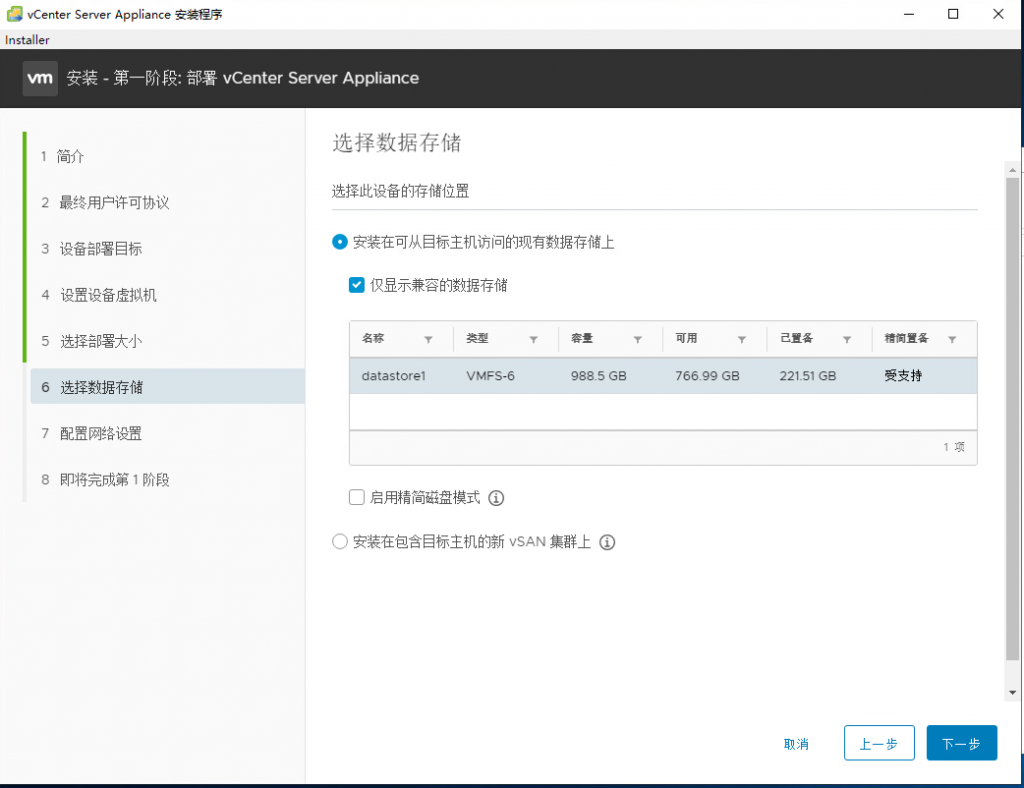 vCenter Server Appliance 安装程序
Installer
vm 安装 - 第一阶段: 部署 vCenter Server Appliance
1 简介
2 最终用户许可协议
3 设备部署目标
4 设置设备虚拟机
5 选择部署大小
6 选择数据存储
7 配置网络设置
8 即将完成第 1 阶段
选择数据存储
选择此设备的存储位置
安装在可从目标主机访问的现有数据存储上
仅显示兼容的数据存储
名称 类型 容量 可用 已置备 精简置备
datastore1 VMFS-6 988.5 GB 766.99 GB 221.51 GB 受支持
1 项
启用精简磁盘模式
安装在包含目标主机的新 vSAN 集群上
取消 上一步 下一步